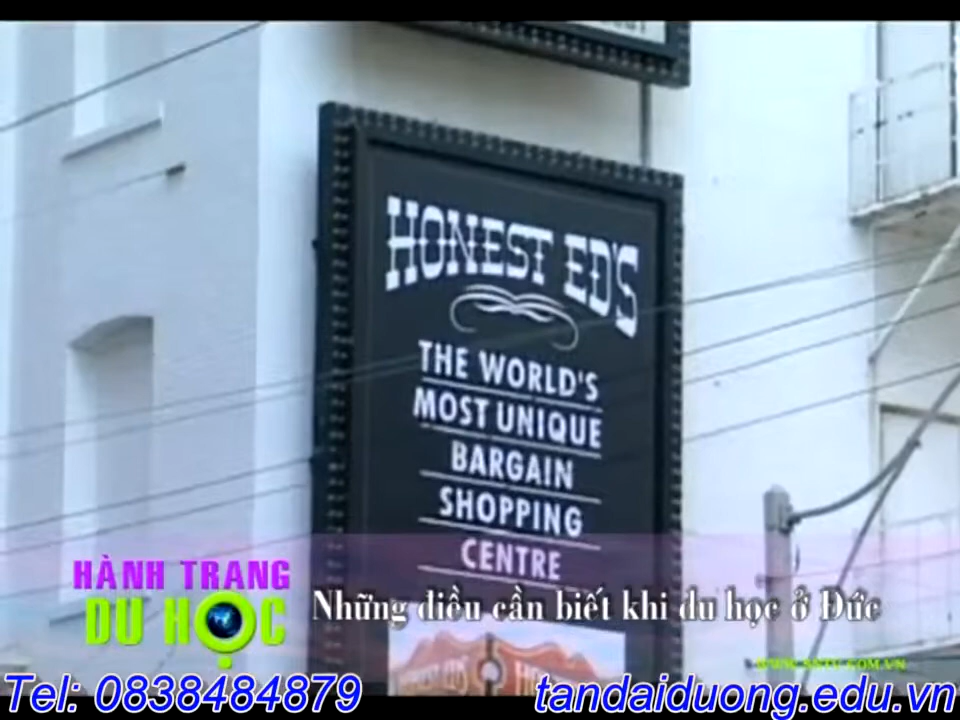 HONEST ED'S
THE WORLD'S
MOST UNIQUE
BARGAIN
SHOPPING
CENTRE
HÀNH TRANG
DU HỌC
Những điều cần biết khi du học ở Đức
Tel: 0838484879
tandaiduong.edu.vn